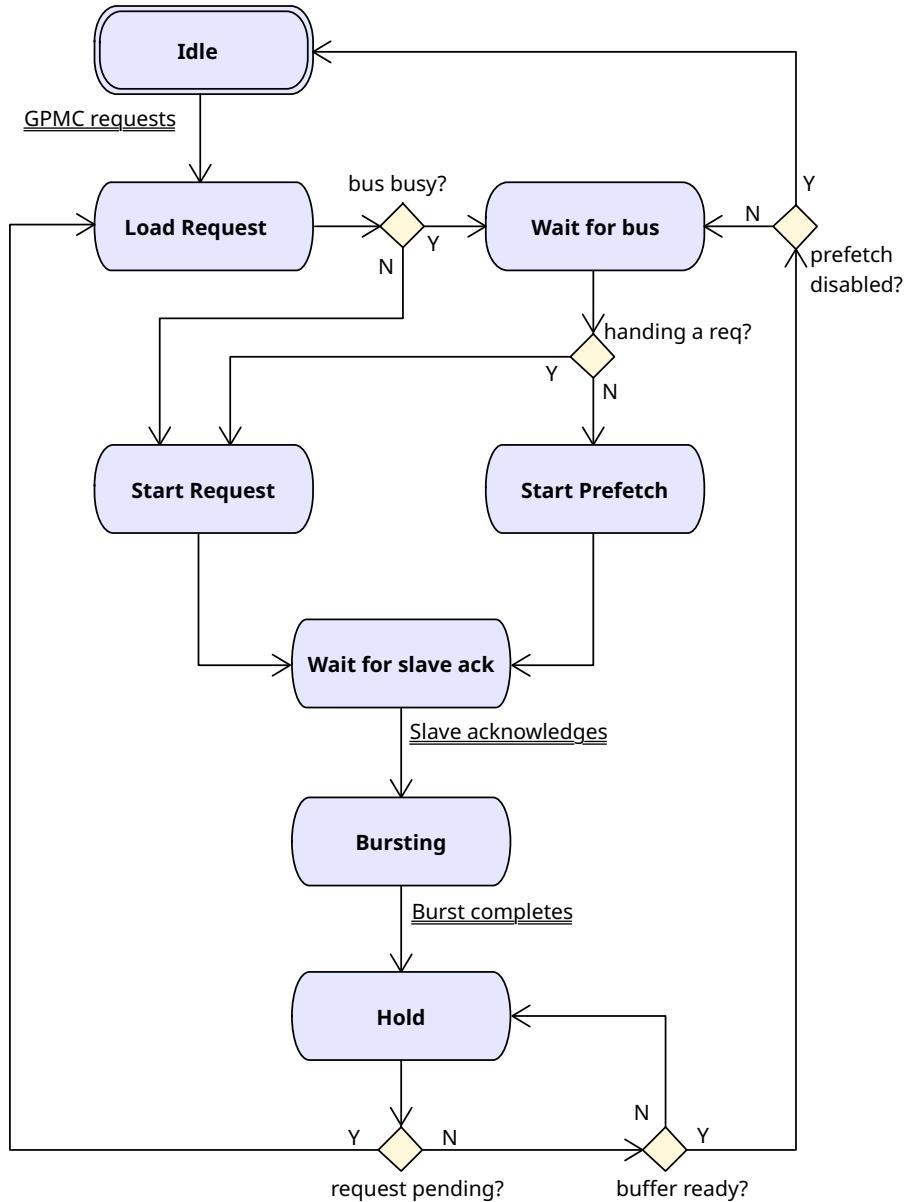 Idle
GPMC requests
bus busy?
Y
Load Request
Y
N
Wait for bus
N
prefetch
disabled?
handing a req?
Y
N
Start Request
Start Prefetch
Wait for slave ack
Slave acknowledges
Bursting
Burst completes
Hold
N
Y
N
Y
request pending?
buffer ready?